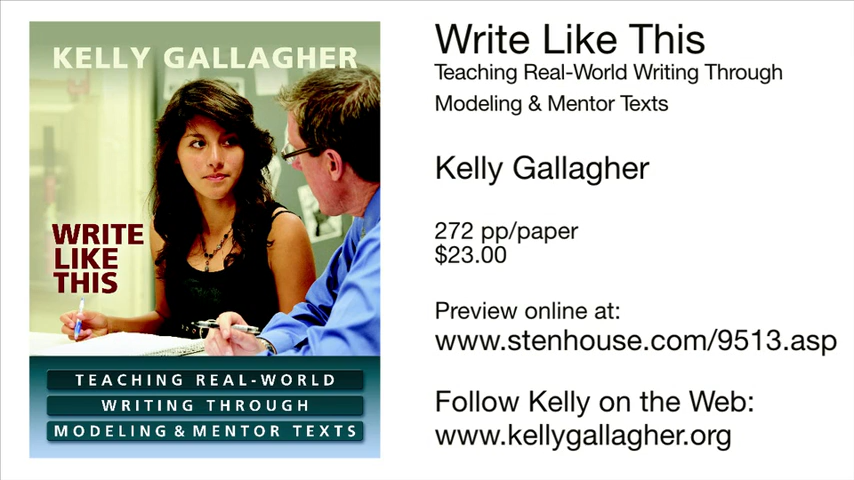 KELLY GALLAGHER
WRITE
LIKE
THIS
TEACHING REAL-WORLD
WRITING THROUGH
MODELING & MENTOR TEXTS
Write Like This
Teaching Real-World Writing Through
Modeling & Mentor Texts
Kelly Gallagher
272 pp/paper
$23.00
Preview online at:
www.stenhouse.com/9513.asp
Follow Kelly on the Web:
www.kellygallagher.org